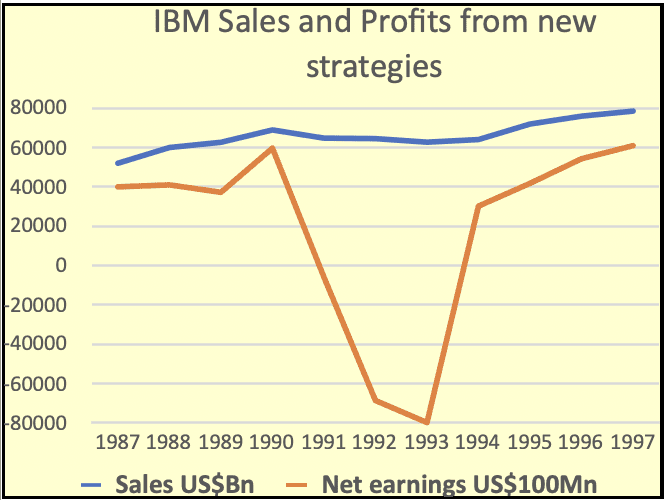 IBM Sales and Profits from new
strategies
80000
60000
40000
20000
0
-20000
-40000
-60000
-80000
1987 1988 1989 1990 1991 1992 1993 1994 1995 1996 1997
Sales US$Bn Net earnings US$100Mn